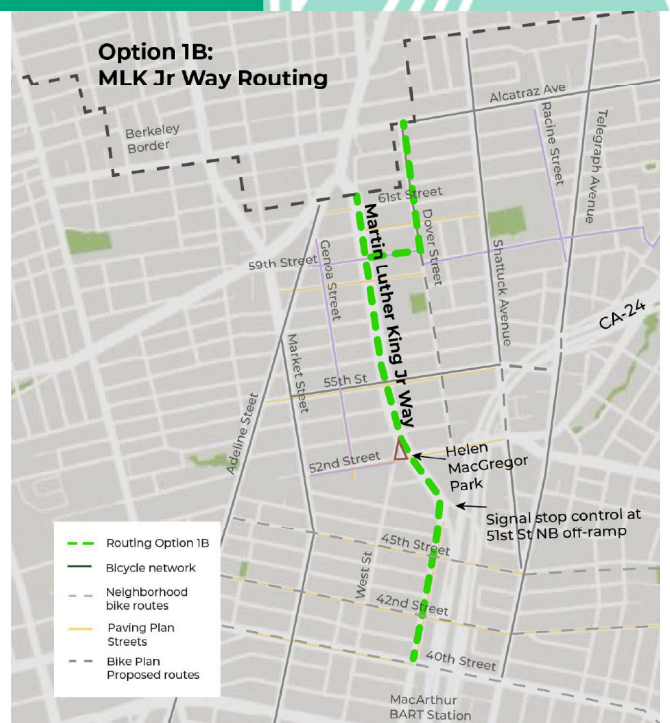 Option 1B:
MLK Jr Way Routing
Alcatraz Ave
Berkeley
Border
Racine Street
Telegraph Avenue
61st Street
Martin Luther King Jr Way
Dover Street
Shattuck Avenue
59th Street
Genoa Street
CA-24
Market Steet
55th St
Adeline Steet
Helen
MacGregor
Park
52nd Street
Signal stop control at
51st St NB off-ramp
45th Street
West St
42nd Street
40th Street
MacArthur
BART Station
Routing Option 1B
Bicycle network
Neighborhood
bike routes
Paving Plan
Streets
Bike Plan
Proposed routes